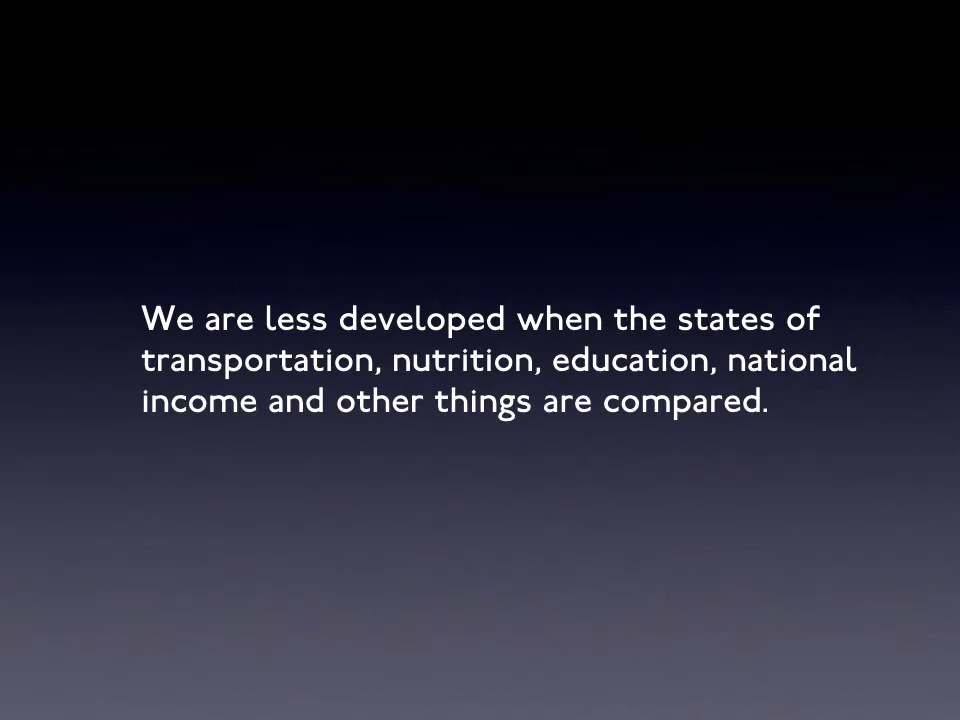 We are less developed when the states of
transportation, nutrition, education, national
income and other things are compared.